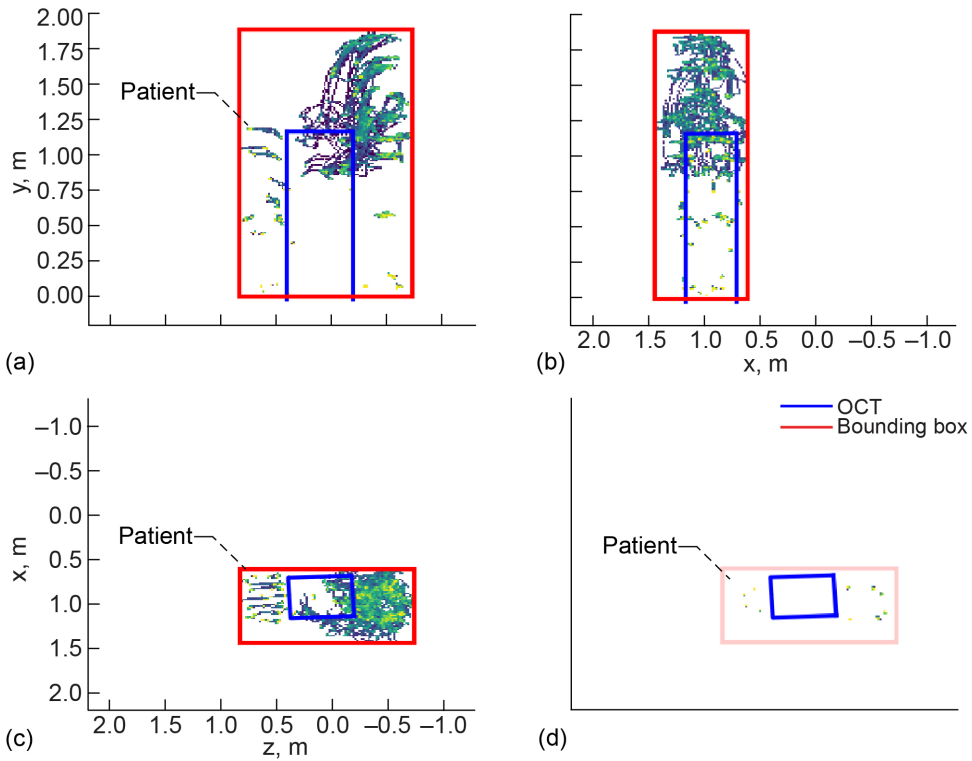 2.00
1.75
1.50
1.25
1.00
0.75
0.50
0.25
0.00
y, m
Patient
(a)
2.0 1.5 1.0 0.5 0.0 –0.5 –1.0
x, m
(b)
–1.0
–0.5
0.0
0.5
1.0
1.5
2.0
x, m
Patient
2.0 1.5 1.0 0.5 0.0 –0.5 –1.0
z, m
(c)
OCT
Bounding box
Patient
(d)